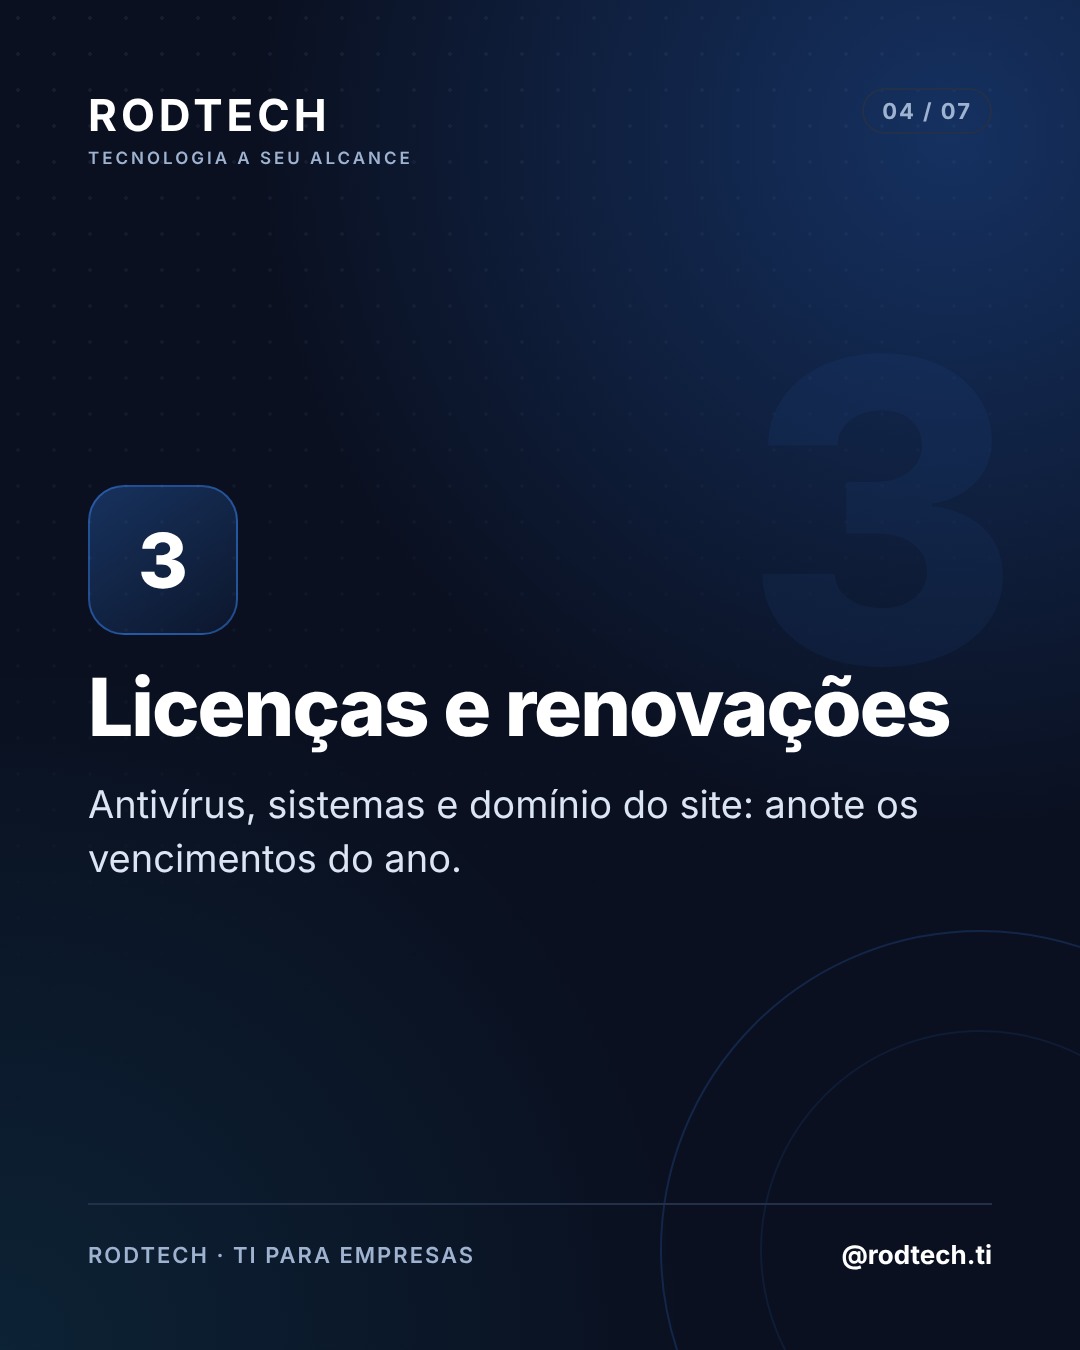 RODTECH
TECNOLOGIA A SEU ALCANCE
04 / 07
3
3
Licenças e renovações
Antivírus, sistemas e domínio do site: anote os
vencimentos do ano.
RODTECH · TI PARA EMPRESAS
@rodtech.ti